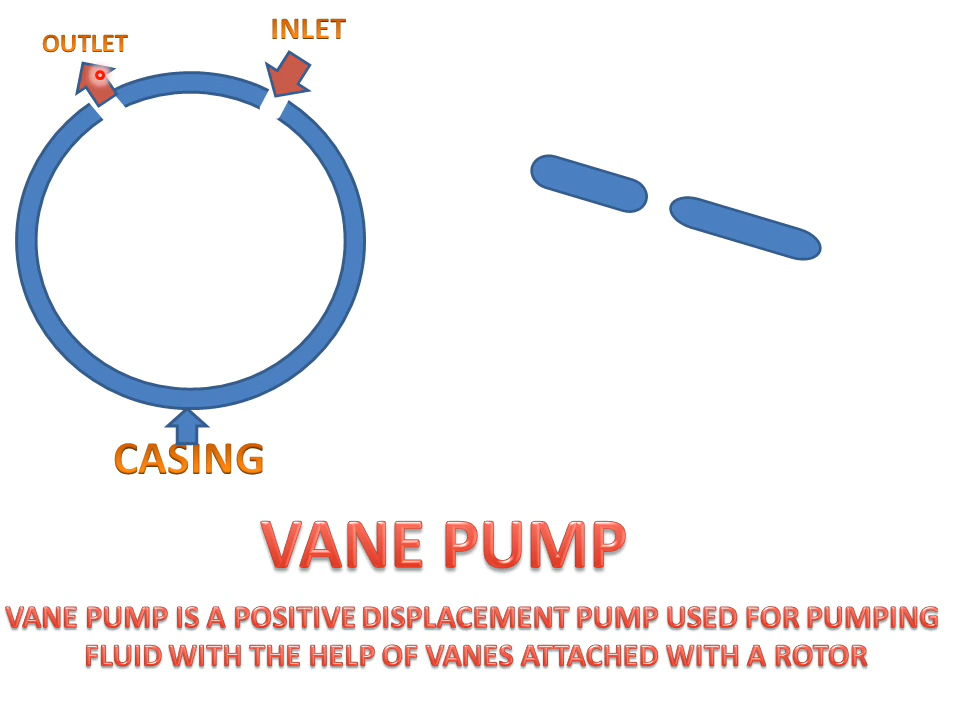 OUTLET
INLET
CASING
VANE PUMP
VANE PUMP IS A POSITIVE DISPLACEMENT PUMP USED FOR PUMPING
FLUID WITH THE HELP OF VANES ATTACHED WITH A ROTOR